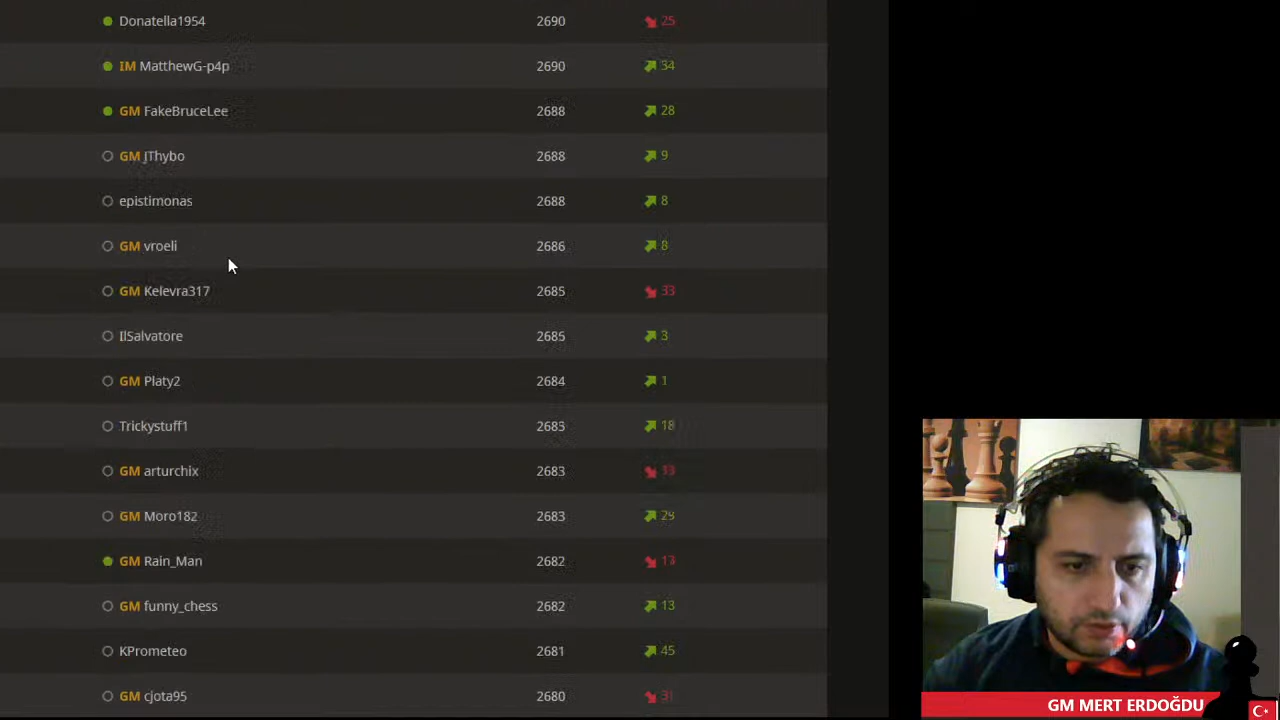 Donatella1954 2690 25
IM MatthewG-p4p 2690 34
GM FakeBruceLee 2688 28
GM JThybo 2688 9
epistimonas 2688 8
GM vroeli 2686 8
GM Kelevra317 2685 33
IlSalvatore 2685 3
GM Platy2 2684 1
Trickystuff1 2683 18
GM arturchix 2683 13
GM Moro182 2683 29
GM Rain_Man 2682 13
GM funny_chess 2682 13
KPrometeo 2681 45
GM cjota95 2680 31
GM MERT ERDOĞDU